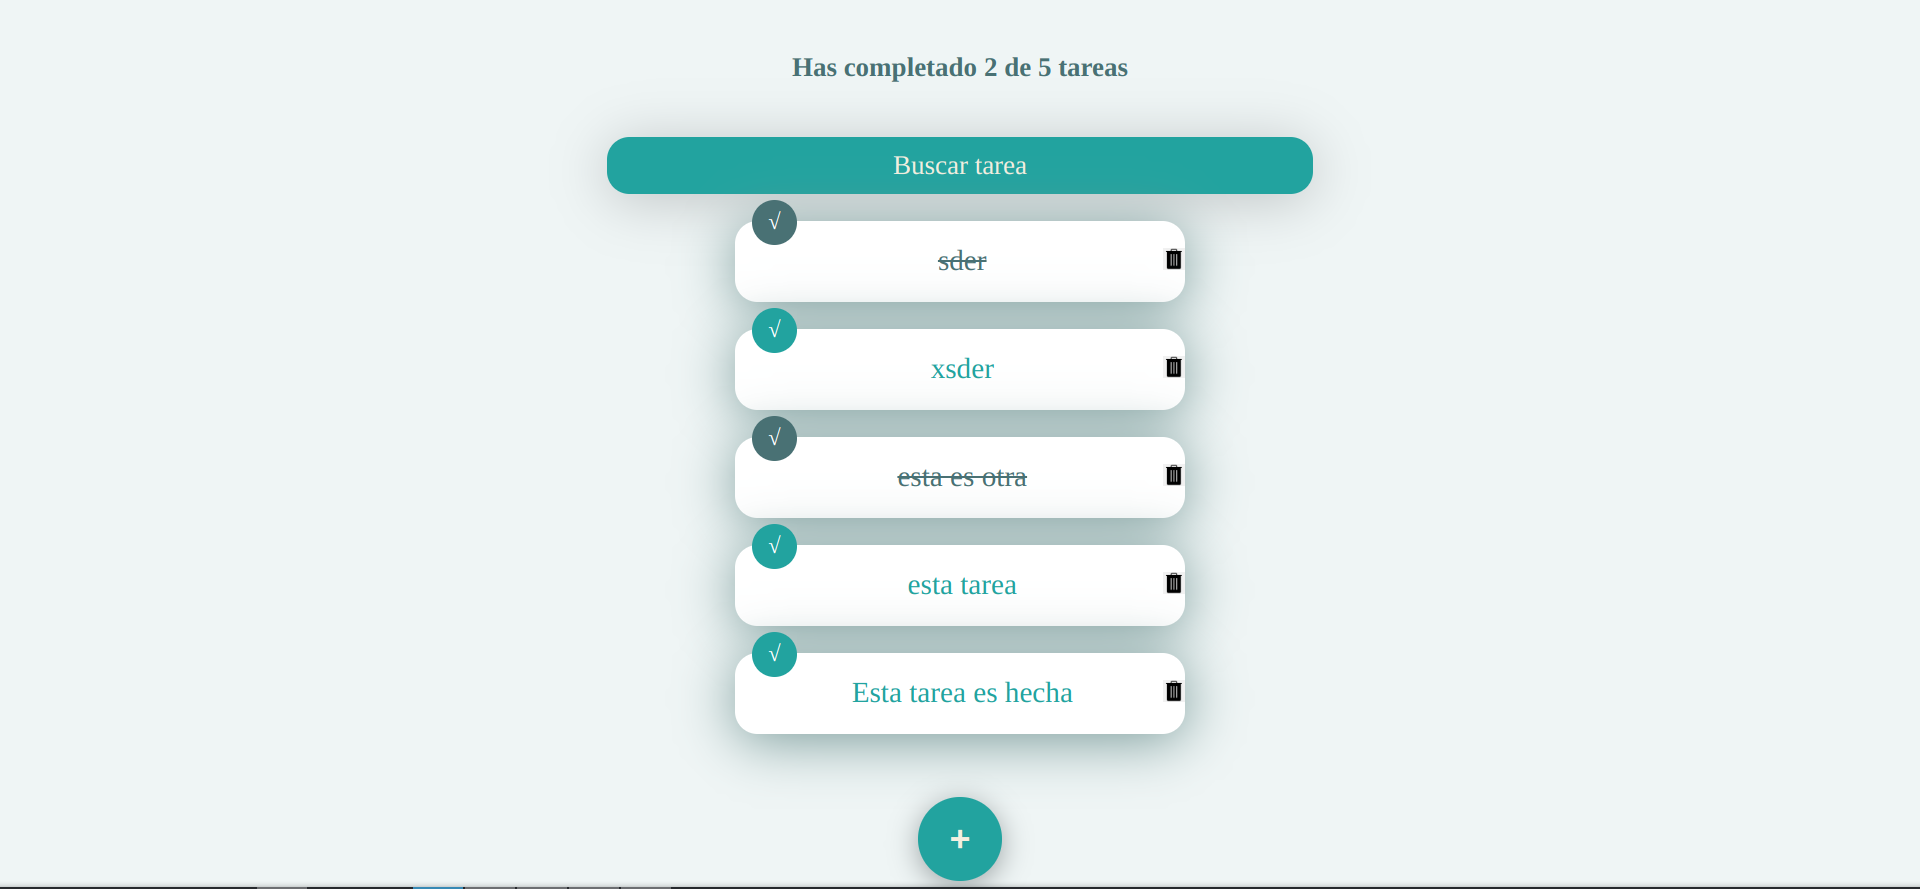 Has completado 2 de 5 tareas
Buscar tarea
√
sder
√
xsder
√
esta es otra
√
esta tarea
√
Esta tarea es hecha
+